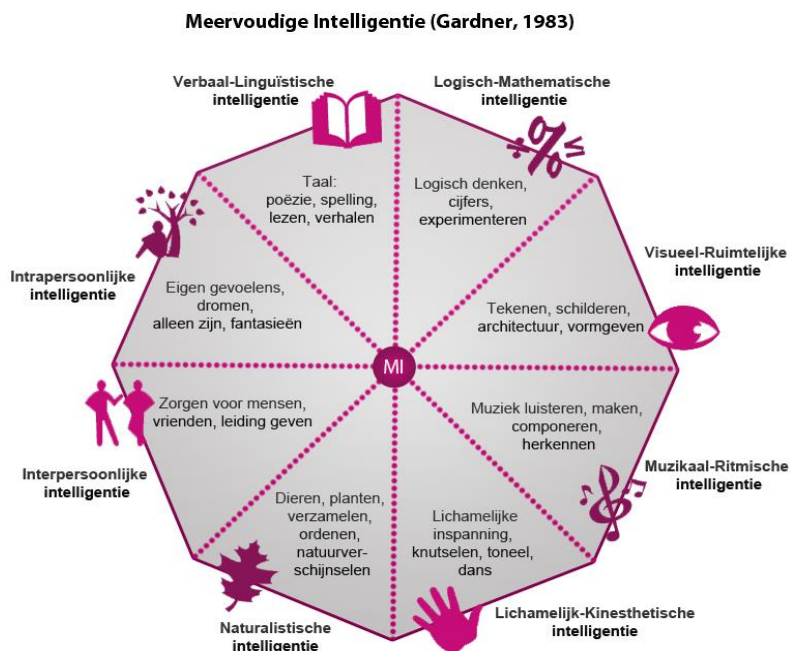 Meervoudige Intelligentie (Gardner, 1983)
Verbaal-Linguïstische
intelligentie
Logisch-Mathematische
intelligentie
Taal:
poëzie, spelling,
lezen, verhalen
Logisch denken,
cijfers,
experimenteren
Visueel-Ruimtelijke
intelligentie
Intrapersoonlijke
intelligentie
Eigen gevoelens,
dromen,
alleen zijn, fantasieën
Tekenen, schilderen,
architectuur, vormgeven
MI
Zorgen voor mensen,
vrienden, leiding geven
Muziek luisteren, maken,
componeren,
herkennen
Interpersoonlijke
intelligentie
Muzikaal-Ritmische
intelligentie
Dieren, planten,
verzamelen,
ordenen,
natuurver-
schijnselen
Lichamelijke
inspanning,
knutselen, toneel,
dans
Naturalistische
intelligentie
Lichamelijk-Kinesthetische
intelligentie